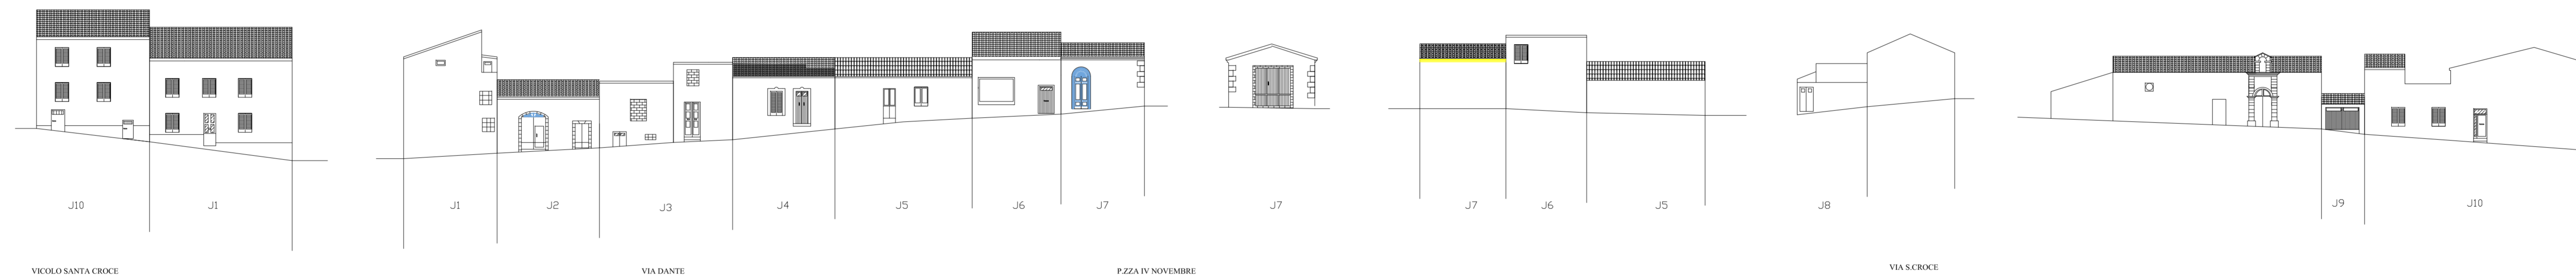 J10 J1 J1 J2 J3 J4 J5 J6 J7 J7 J7 J6 J5 J8 J9 J10
VICOLO SANTA CROCE VIA DANTE P.ZZA IV NOVEMBRE VIA S.CROCE